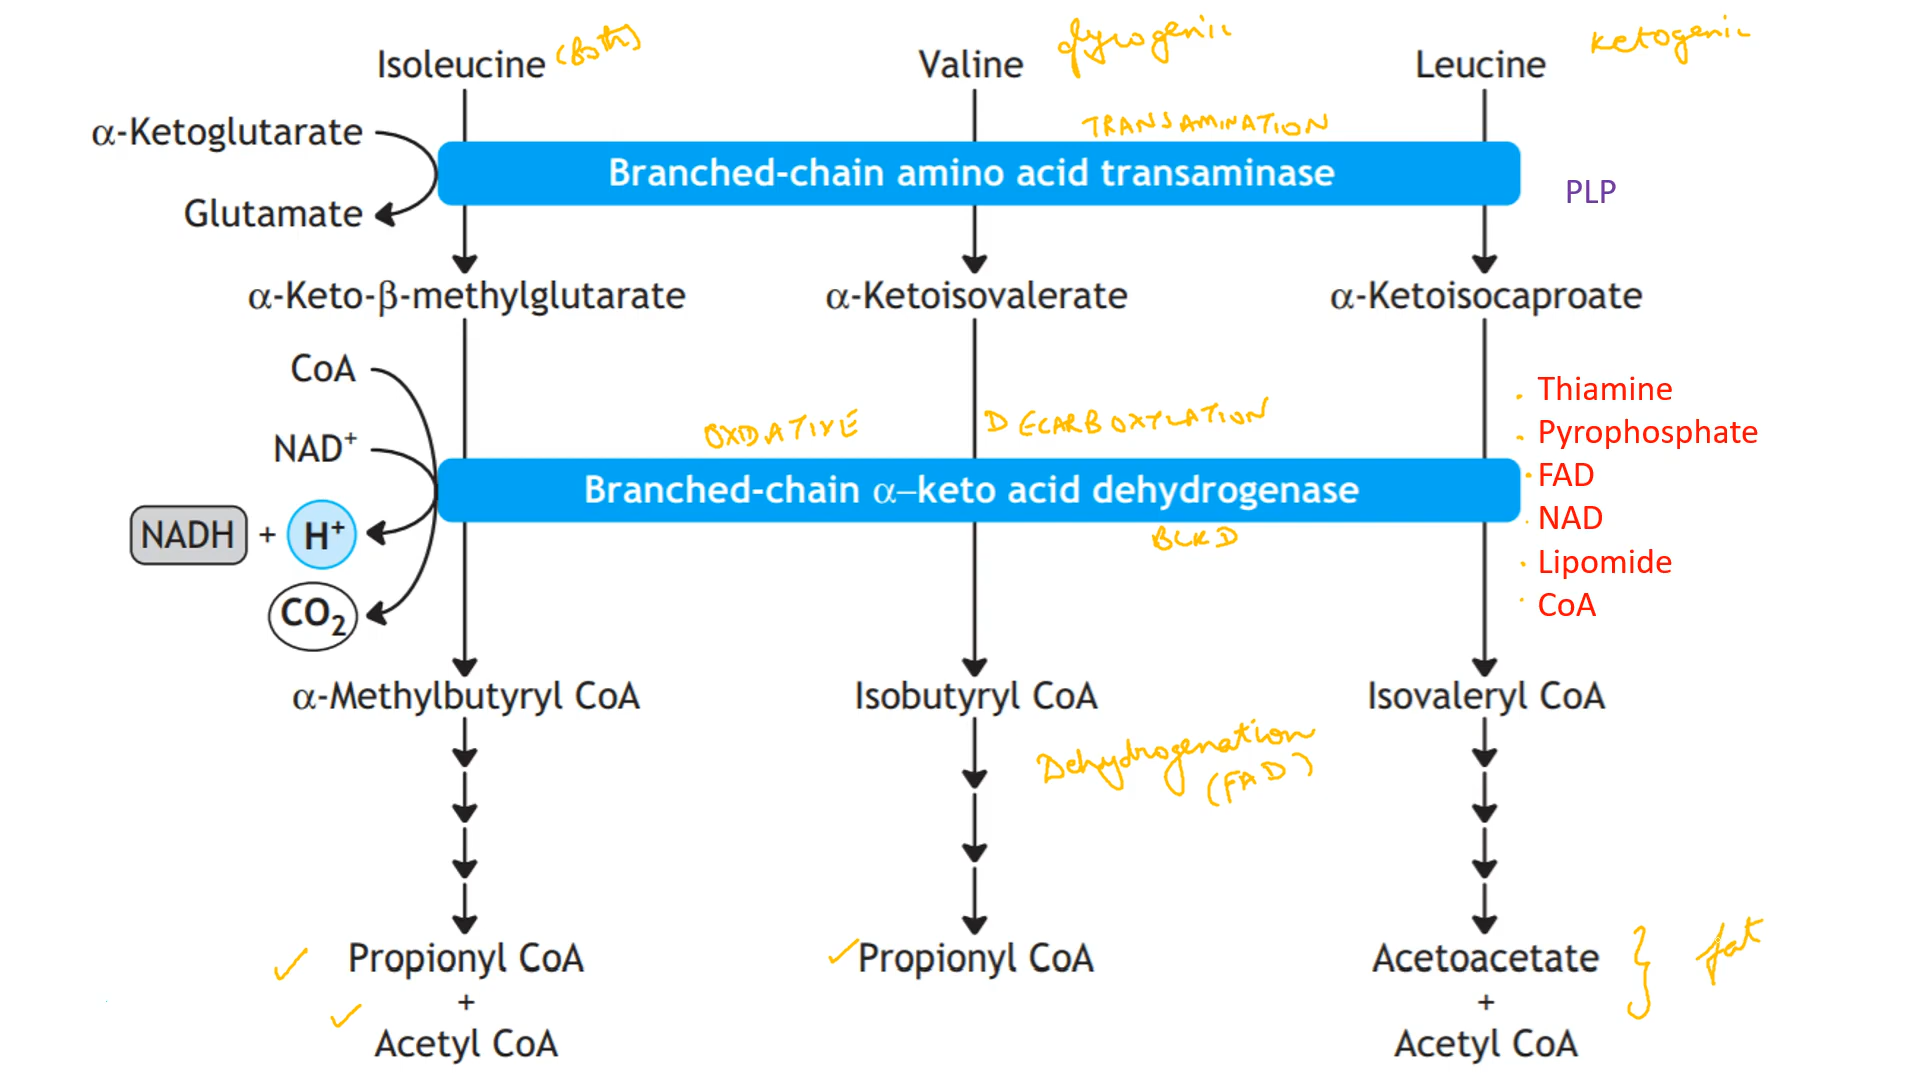 Isoleucine (Both) Valine glycogenic Leucine ketogenic
α-Ketoglutarate TRANSAMINATION
Branched-chain amino acid transaminase PLP
Glutamate
α-Keto-β-methylglutarate α-Ketoisovalerate α-Ketoisocaproate
CoA Thiamine
OXDATIVE DECARBOXYLATION Pyrophosphate
NAD⁺ FAD
Branched-chain α–keto acid dehydrogenase NAD
NADH + H⁺ BCKD
Lipomide
CO₂ CoA
α-Methylbutyryl CoA Isobutyryl CoA Isovaleryl CoA
Dehydrogenation
(FAD)
Propionyl CoA Propionyl CoA Acetoacetate fat
+ +
Acetyl CoA Acetyl CoA